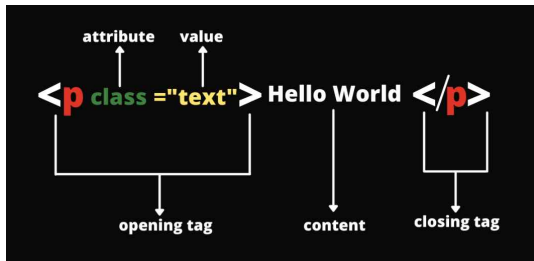 attribute value
<p class ="text"> Hello World </p>
opening tag content closing tag